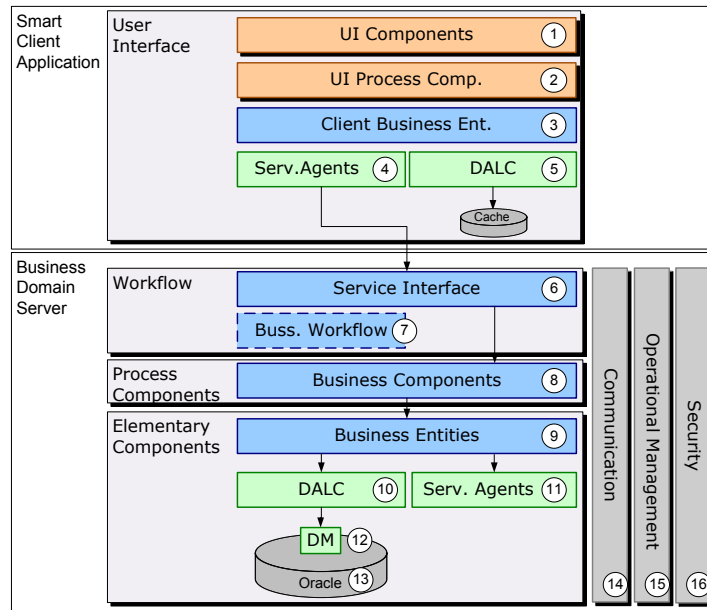 Smart
Client
Application
User
Interface
UI Components 1
UI Process Comp. 2
Client Business Ent. 3
Serv.Agents 4
DALC 5
Cache
Business
Domain
Server
Workflow
Service Interface 6
Buss. Workflow 7
Process
Components
Business Components 8
Elementary
Components
Business Entities 9
DALC 10
Serv. Agents 11
DM 12
Oracle 13
Communication 14
Operational Management 15
Security 16